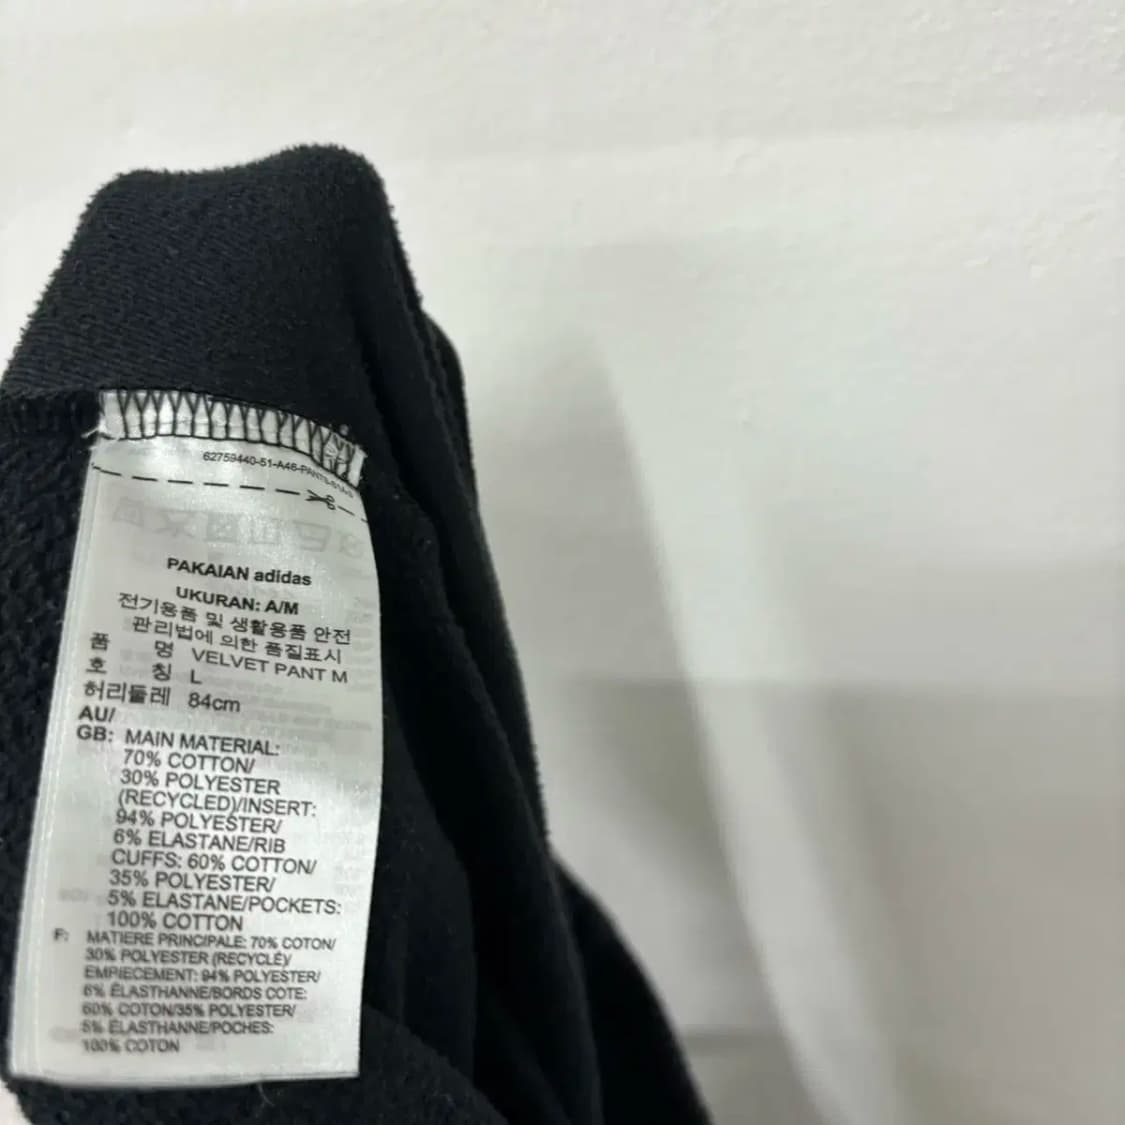 62759440-51-A46-PANTS-
PAKAIAN adidas
UKURAN: A/M
전기용품 및 생활용품 안전
관리법에 의한 품질표시
품 명 VELVET PANT M
호 칭 L
허리둘레 84cm
AU/
GB: MAIN MATERIAL:
70% COTTON/
30% POLYESTER
(RECYCLED)/INSERT:
94% POLYESTER/
6% ELASTANE/RIB
CUFFS: 60% COTTON/
35% POLYESTER/
5% ELASTANE/POCKETS:
100% COTTON
F: MATIERE PRINCIPALE: 70% COTON/
30% POLYESTER (RECYCLÉ)/
EMPIECEMENT: 94% POLYESTER/
6% ÉLASTHANNE/BORDS COTE:
60% COTON/35% POLYESTER/
5% ÉLASTHANNE/POCHES:
100% COTON